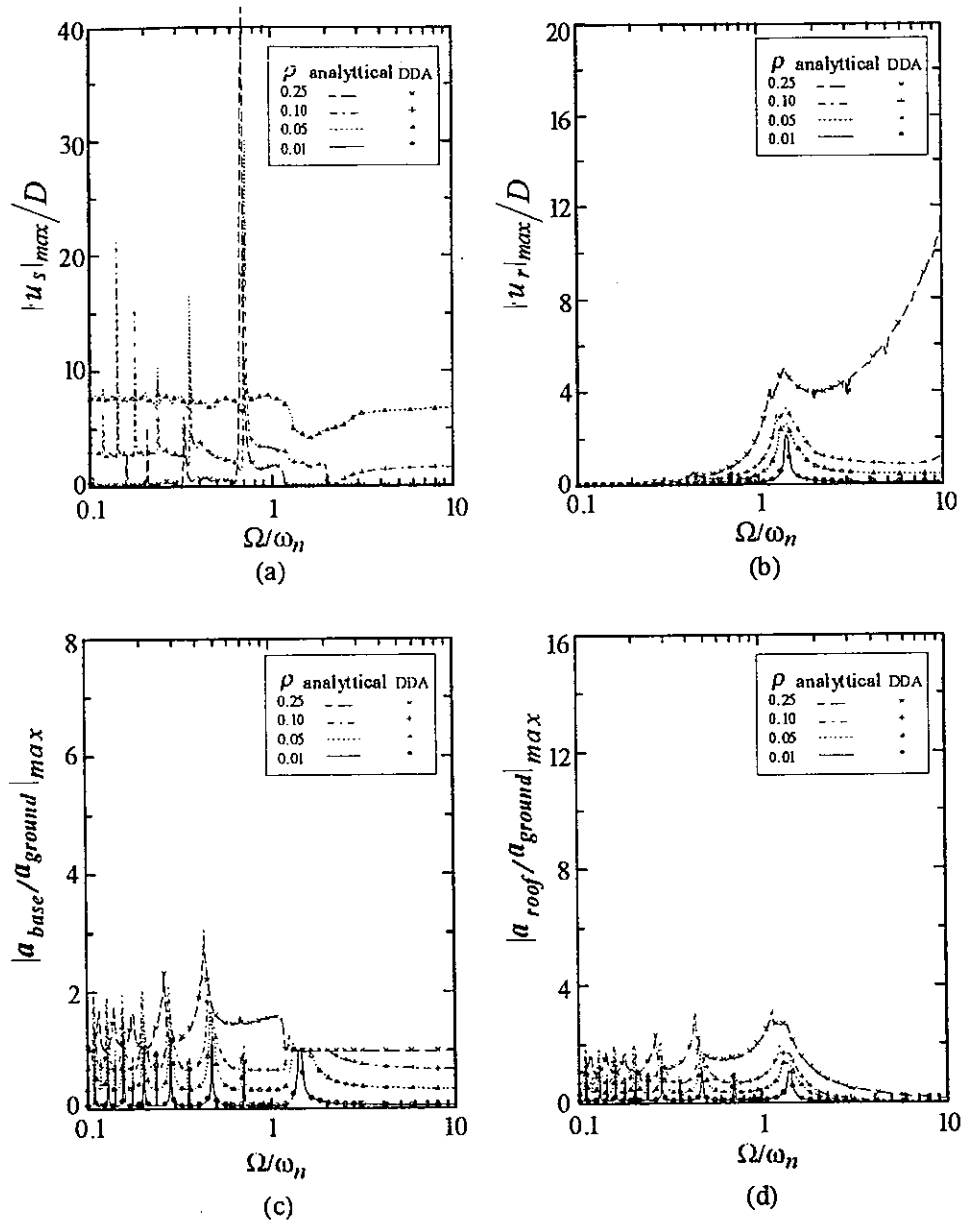 40
30
20
10
0
|u_s|_max/D
ρ analyttical DDA
0.25
0.10
0.05
0.01
0.1 1 10
Ω/ω_n
(a)
20
16
12
8
4
0
|u_r|_max/D
ρ analyttical DDA
0.25
0.10
0.05
0.01
0.1 1 10
Ω/ω_n
(b)
8
6
4
2
0
|a_base/a_ground|_max
ρ analyttical DDA
0.25
0.10
0.05
0.01
0.1 1 10
Ω/ω_n
(c)
16
12
8
4
0
|a_roof/a_ground|_max
ρ analyttical DDA
0.25
0.10
0.05
0.01
0.1 1 10
Ω/ω_n
(d)